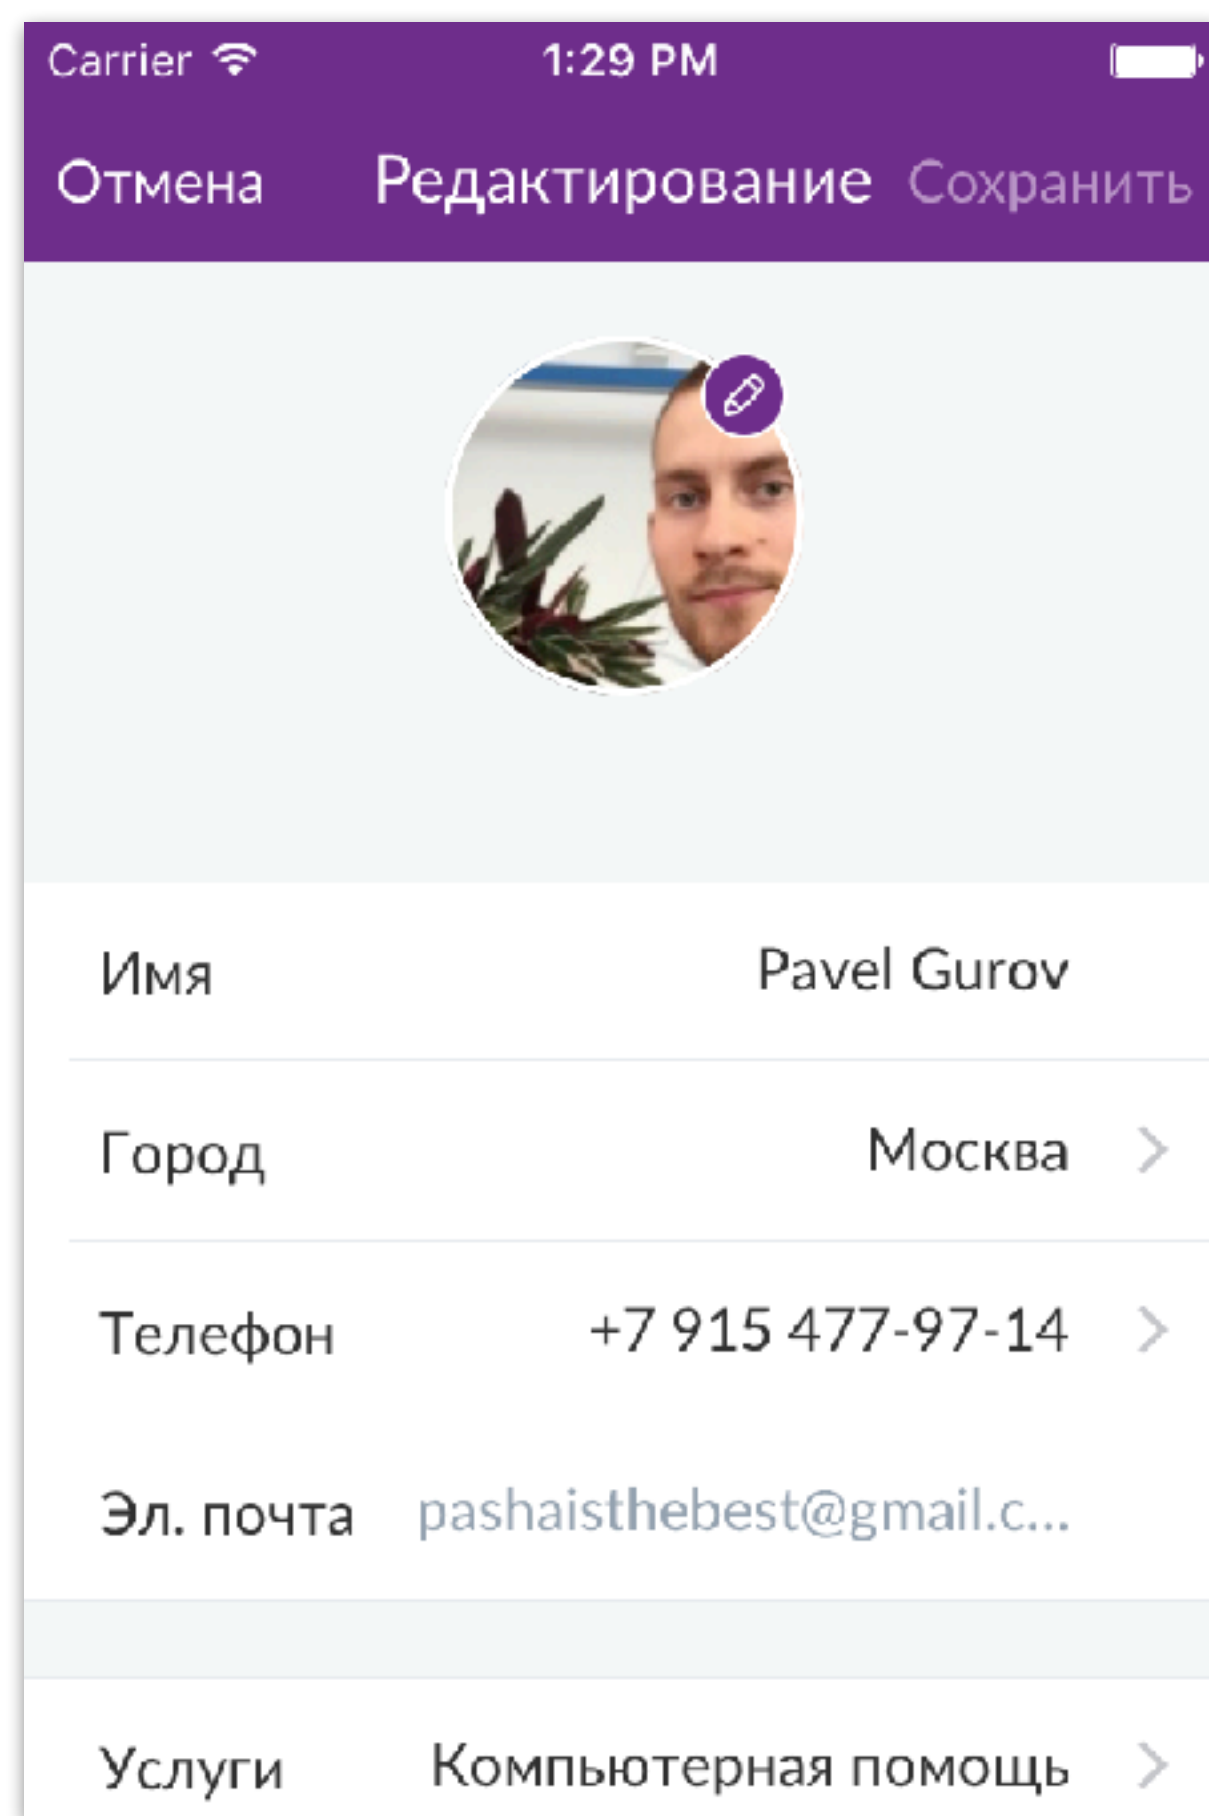 Carrier 1:29 PM
Отмена Редактирование Сохранить
Имя Pavel Gurov
Город Москва
Телефон +7 915 477-97-14
Эл. почта pashaisthebest@gmail.c...
Услуги Компьютерная помощь